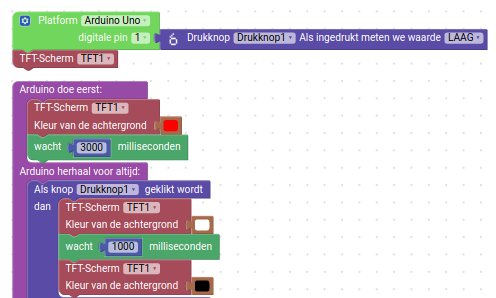 Platform Arduino Uno
digitale pin 1 Drukknop Drukknop1 Als ingedrukt meten we waarde LAAG
TFT-Scherm TFT1
Arduino doe eerst:
TFT-Scherm TFT1
Kleur van de achtergrond
wacht 3000 milliseconden
Arduino herhaal voor altijd:
Als knop Drukknop1 geklikt wordt
dan TFT-Scherm TFT1
Kleur van de achtergrond
wacht 1000 milliseconden
TFT-Scherm TFT1
Kleur van de achtergrond